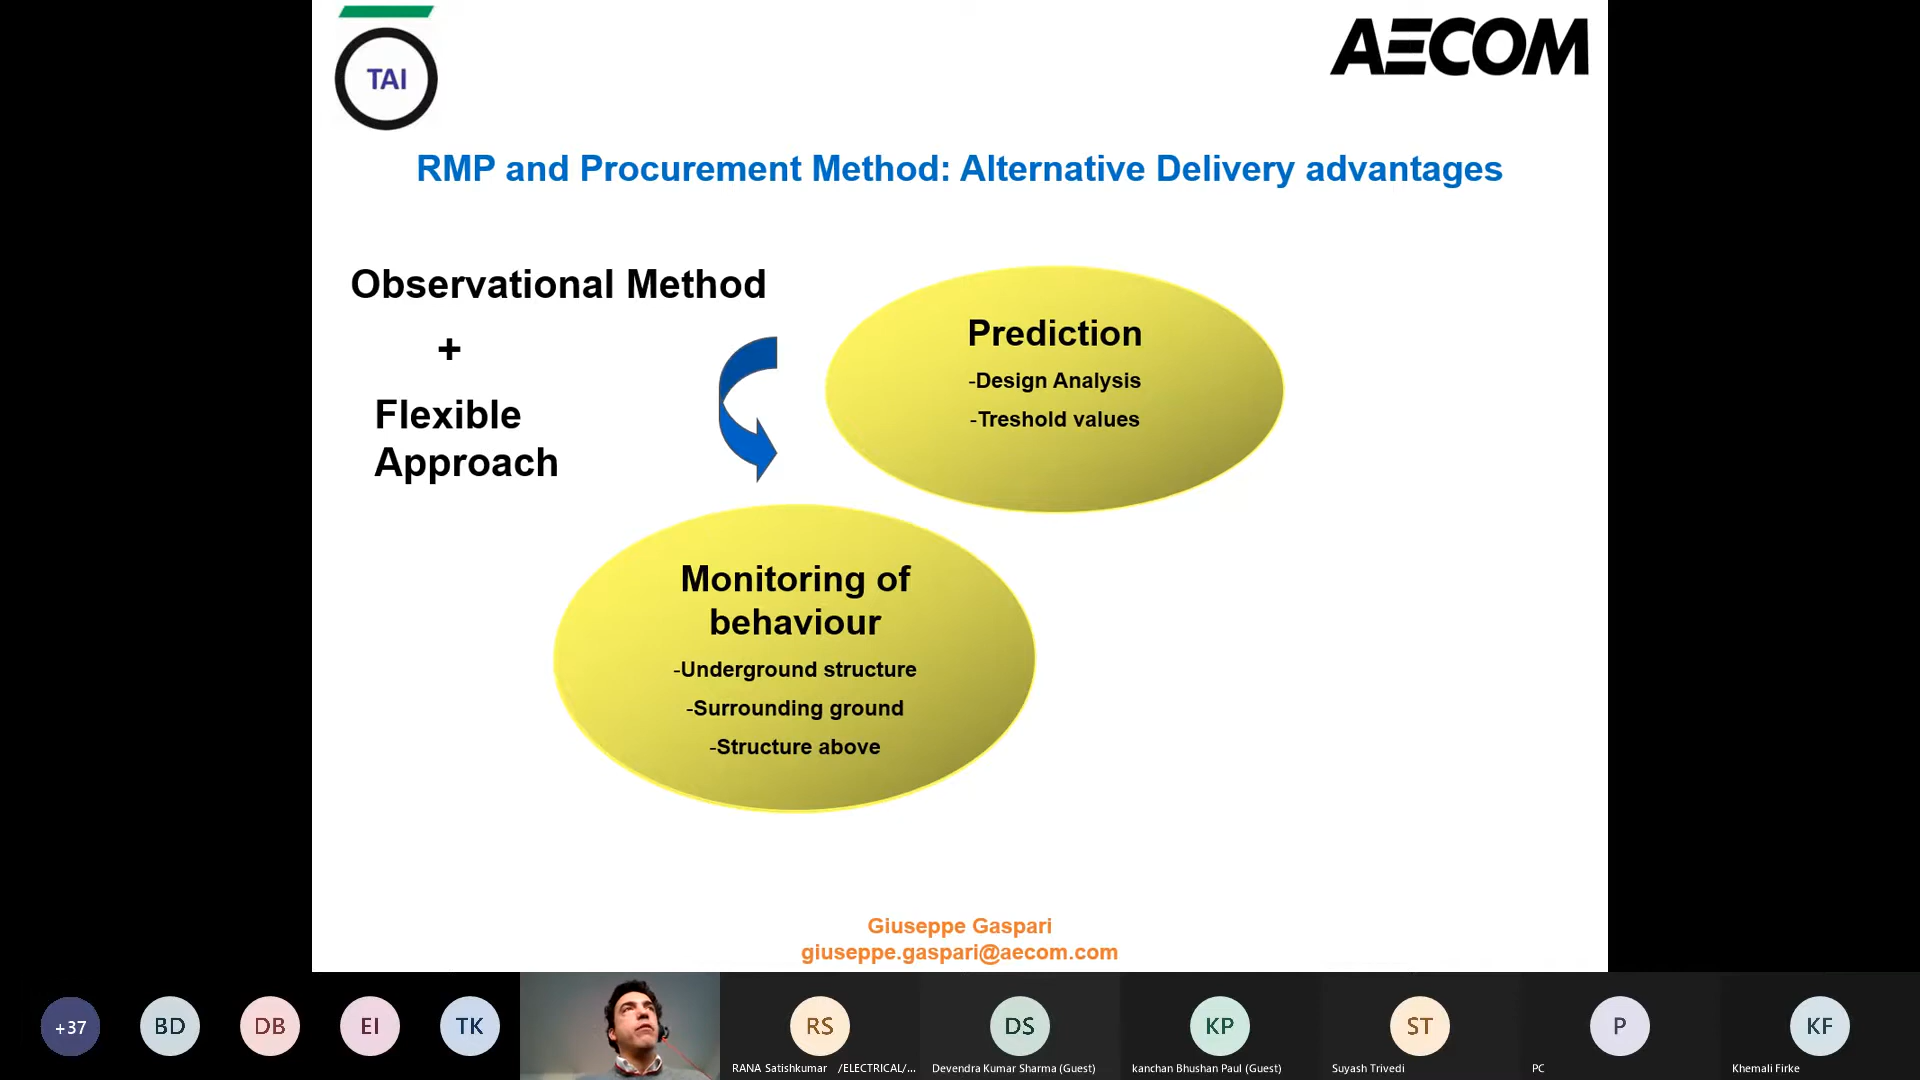 TAI
AECOM
RMP and Procurement Method: Alternative Delivery advantages
Observational Method
+
Flexible
Approach
Prediction
-Design Analysis
-Treshold values
Monitoring of
behaviour
-Underground structure
-Surrounding ground
-Structure above
Giuseppe Gaspari
giuseppe.gaspari@aecom.com
+37
BD
DB
EI
TK
RS
DS
KP
ST
P
KF
RANA Satishkumar /ELECTRICAL/...
Devendra Kumar Sharma (Guest)
kanchan Bhushan Paul (Guest)
Suyash Trivedi
PC
Khemali Firke